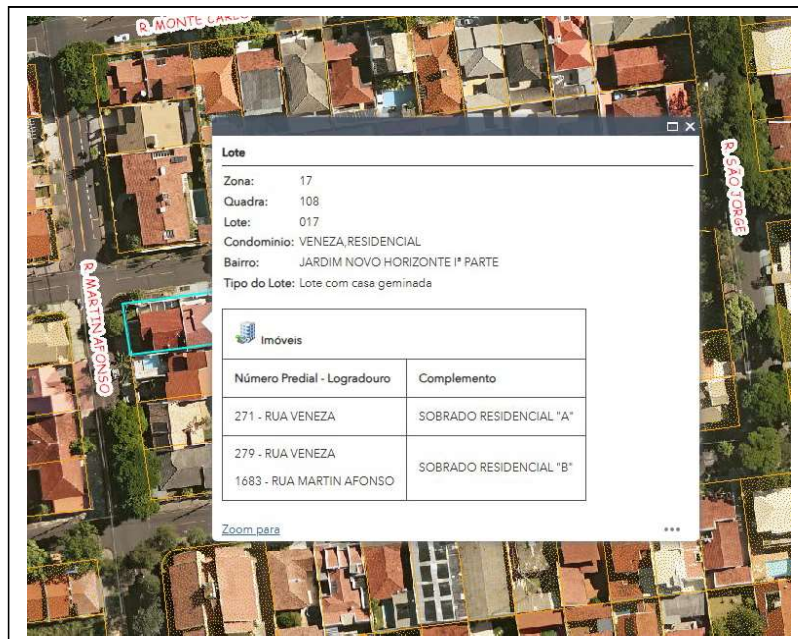 R. MONTE CARLO
Lote
Zona: 17
Quadra: 108
Lote: 017
Condominio: VENEZA,RESIDENCIAL
Bairro: JARDIM NOVO HORIZONTE Iª PARTE
Tipo do Lote: Lote com casa geminada
R. SÃO JORGE
R. MARTIN AFONSO
Imóveis
Número Predial - Logradouro Complemento
271 - RUA VENEZA SOBRADO RESIDENCIAL "A"
279 - RUA VENEZA
1683 - RUA MARTIN AFONSO SOBRADO RESIDENCIAL "B"
Zoom para